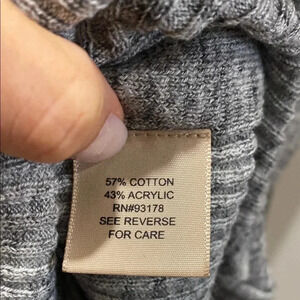 57% COTTON
43% ACRYLIC
RN#93178
SEE REVERSE
FOR CARE